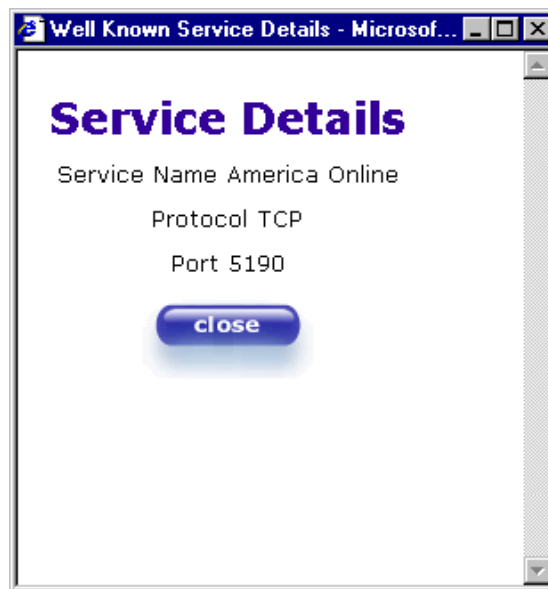 Well Known Service Details - Microsof...
Service Details
Service Name America Online
Protocol TCP
Port 5190
close